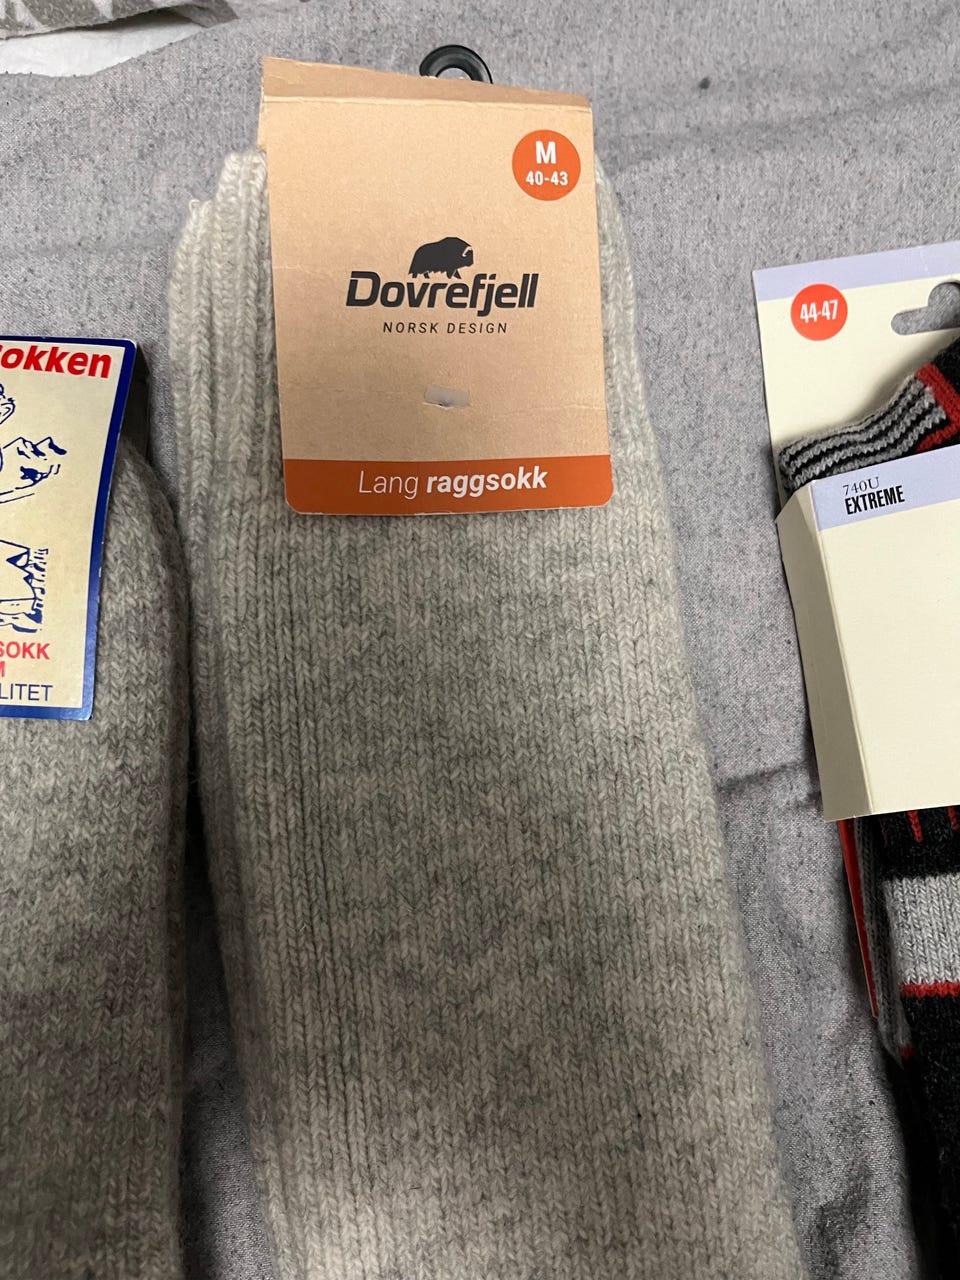 okken
SOKK
M
LITET
M
40-43
Dovrefjell
NORSK DESIGN
Lang raggsokk
44-47
740U
EXTREME